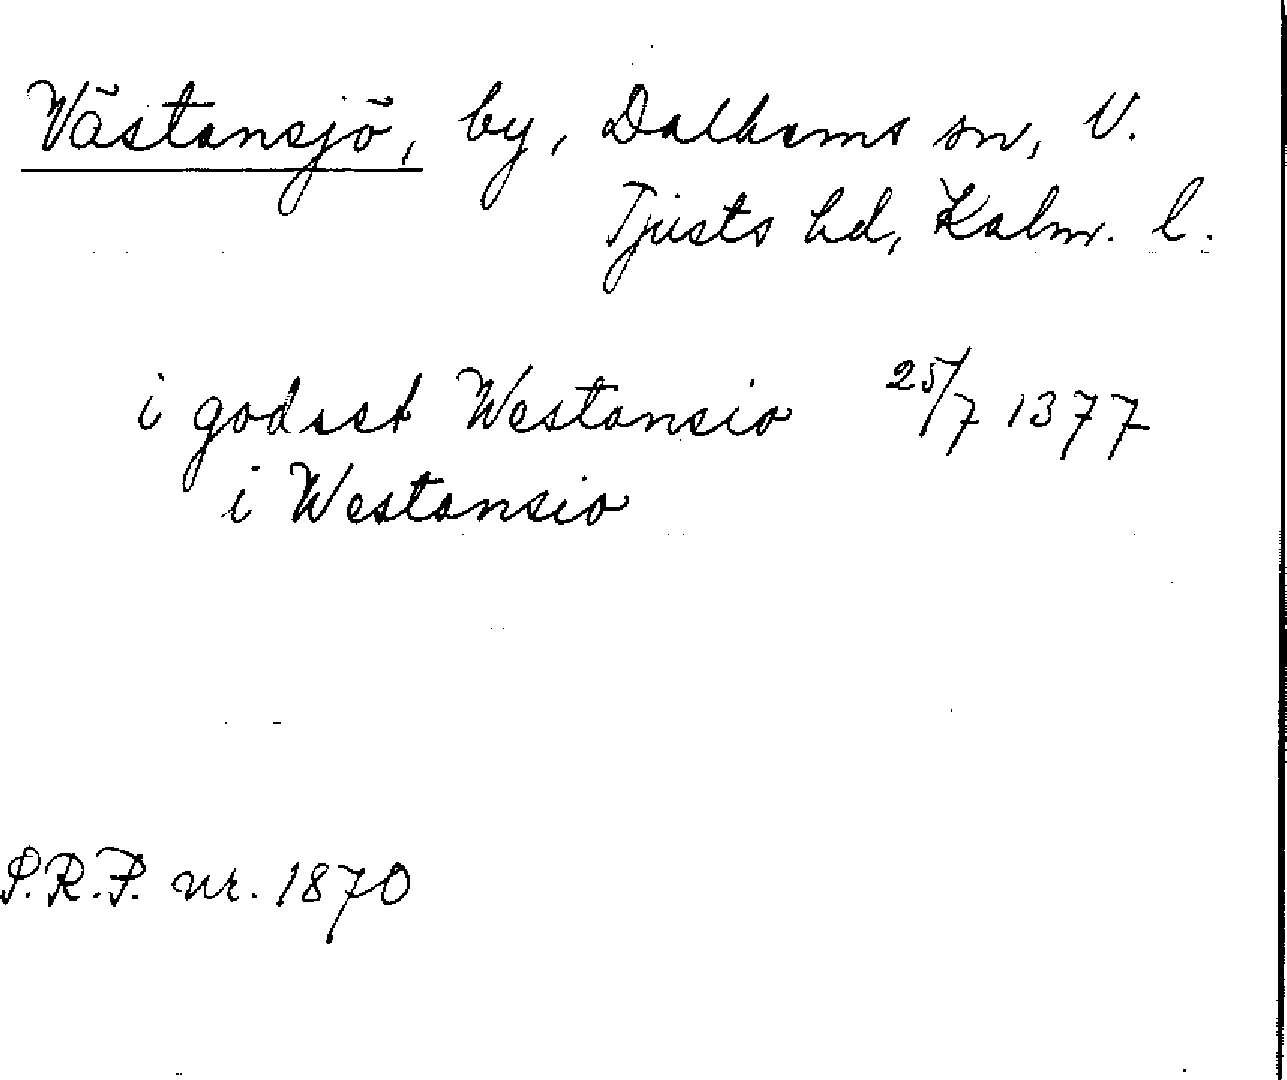 Västansjö, by, Dalhems sn, N.
Tjusts hd, Kalm. l.
i godset Westansio 25/7 1377
i Westansio
S.R.P. nr. 1870